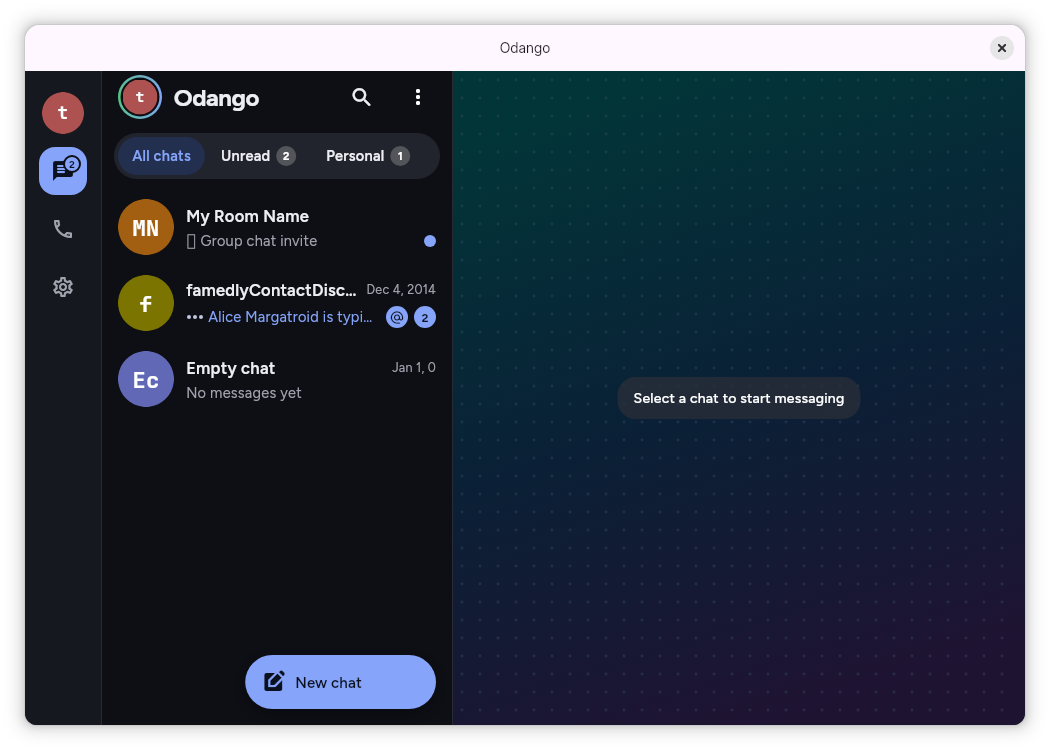 Odango
t
2
t
Odango
All chats
Unread 2
Personal 1
MN
My Room Name
Group chat invite
f
famedlyContactDisc...
Dec 4, 2014
••• Alice Margatroid is typi...
@ 2
Ec
Empty chat
Jan 1, 0
No messages yet
Select a chat to start messaging
New chat